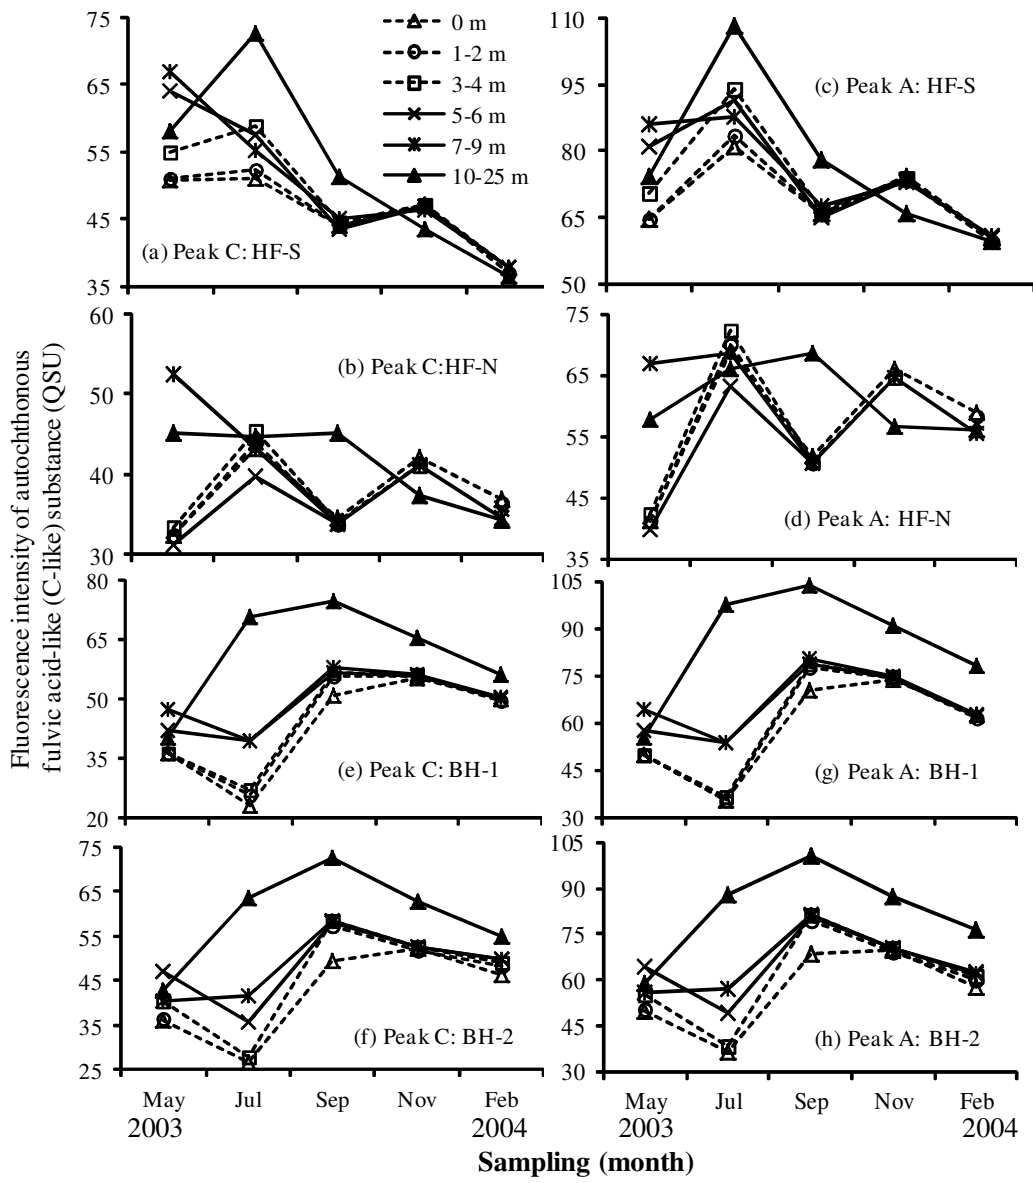 Fluorescence intensity of autochthonous
fulvic acid-like (C-like) substance (QSU)
75
65
55
45
35
0 m
1-2 m
3-4 m
5-6 m
7-9 m
10-25 m
(a) Peak C: HF-S
110
95
80
65
50
(c) Peak A: HF-S
60
50
40
30
(b) Peak C:HF-N
75
65
55
45
35
(d) Peak A: HF-N
80
65
50
35
20
(e) Peak C: BH-1
105
90
75
60
45
30
(g) Peak A: BH-1
75
65
55
45
35
25
(f) Peak C: BH-2
105
90
75
60
45
30
(h) Peak A: BH-2
May Jul Sep Nov Feb
2003 2004
May Jul Sep Nov Feb
2003 2004
Sampling (month)